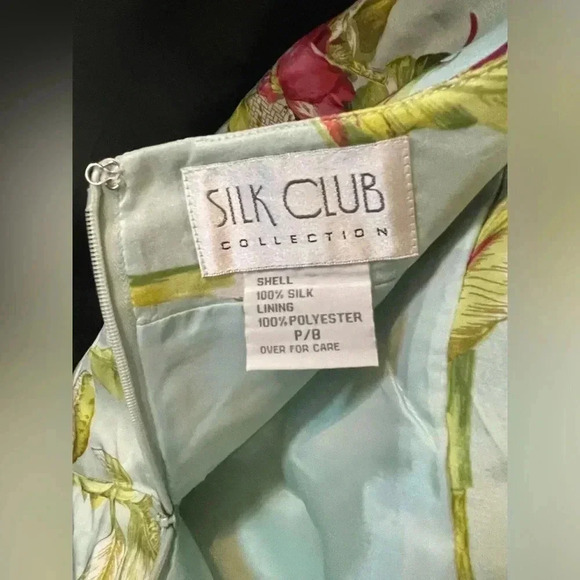 SILK CLUB
COLLECTION
SHELL
100% SILK
LINING
100%POLYESTER
P/8
OVER FOR CARE